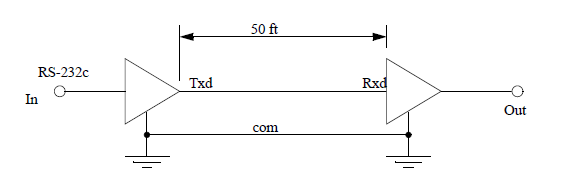 50 ft
RS-232c
Txd
Rxd
In
Out
com